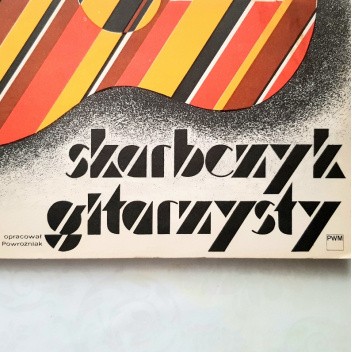 skarbczyk
gitarzysty
opracował
Powroźniak
PWM